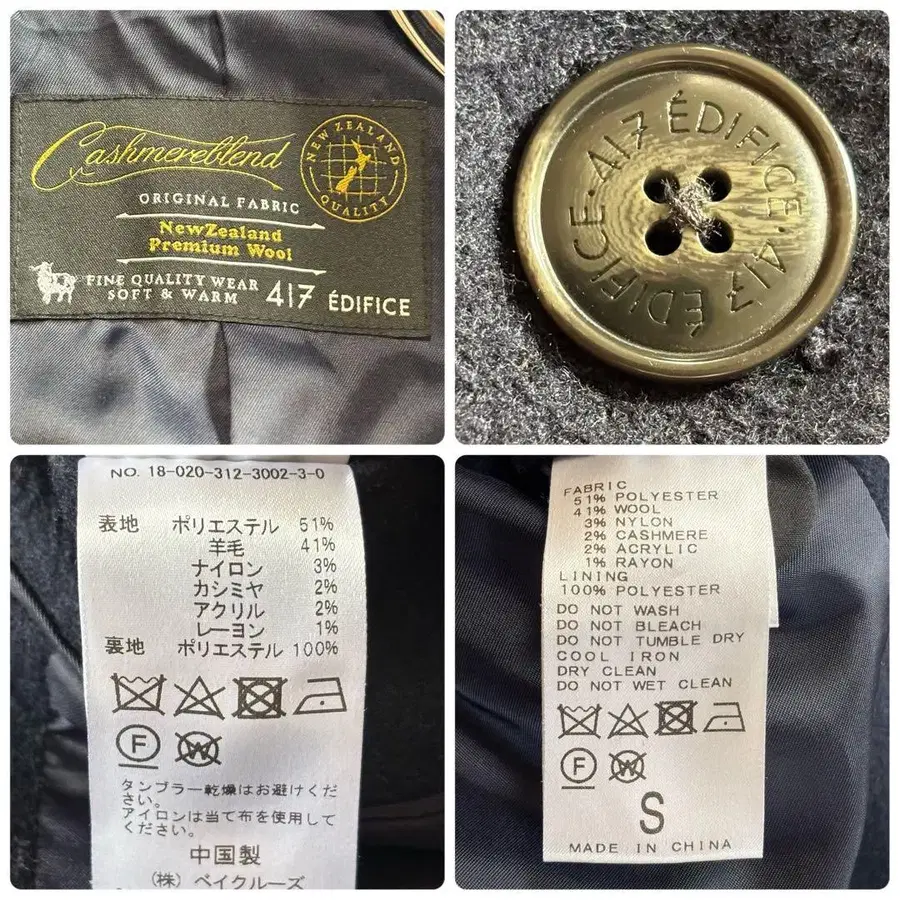 Cashmereblend
NEW ZEALAND
QUALITY
ORIGINAL FABRIC
NewZealand
Premium Wool
FINE QUALITY WEAR
SOFT & WARM
417 ÉDIFICE
417 ÉDIFICE · 417 ÉDIFICE ·
NO. 18-020-312-3002-3-0
表地 ポリエステル 51%
羊毛 41%
ナイロン 3%
カシミヤ 2%
アクリル 2%
レーヨン 1%
裏地 ポリエステル 100%
F
W
タンブラー乾燥はお避けくだ
さい。
アイロンは当て布を使用して
ください。
中国製
(株) ベイクルーズ
FABRIC
51% POLYESTER
41% WOOL
3% NYLON
2% CASHMERE
2% ACRYLIC
1% RAYON
LINING
100% POLYESTER
DO NOT WASH
DO NOT BLEACH
DO NOT TUMBLE DRY
COOL IRON
DRY CLEAN
DO NOT WET CLEAN
F
W
S
MADE IN CHINA